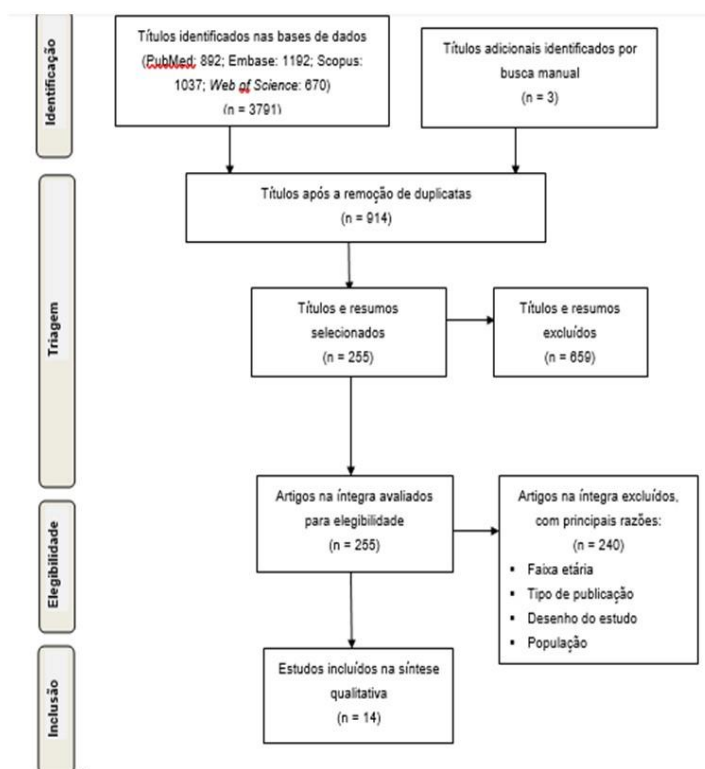 Identificação
Títulos identificados nas bases de dados
(PubMed: 892; Embase: 1192; Scopus:
1037; Web of Science: 670)
(n = 3791)
Títulos adicionais identificados por
busca manual
(n = 3)
Triagem
Títulos após a remoção de duplicatas
(n = 914)
Títulos e resumos
selecionados
(n = 255)
Títulos e resumos
excluídos
(n = 659)
Elegibilidade
Artigos na íntegra avaliados
para elegibilidade
(n = 255)
Artigos na íntegra excluídos,
com principais razões:
(n = 240)
▪ Faixa etária
▪ Tipo de publicação
▪ Desenho do estudo
▪ População
Inclusão
Estudos incluídos na síntese
qualitativa
(n = 14)